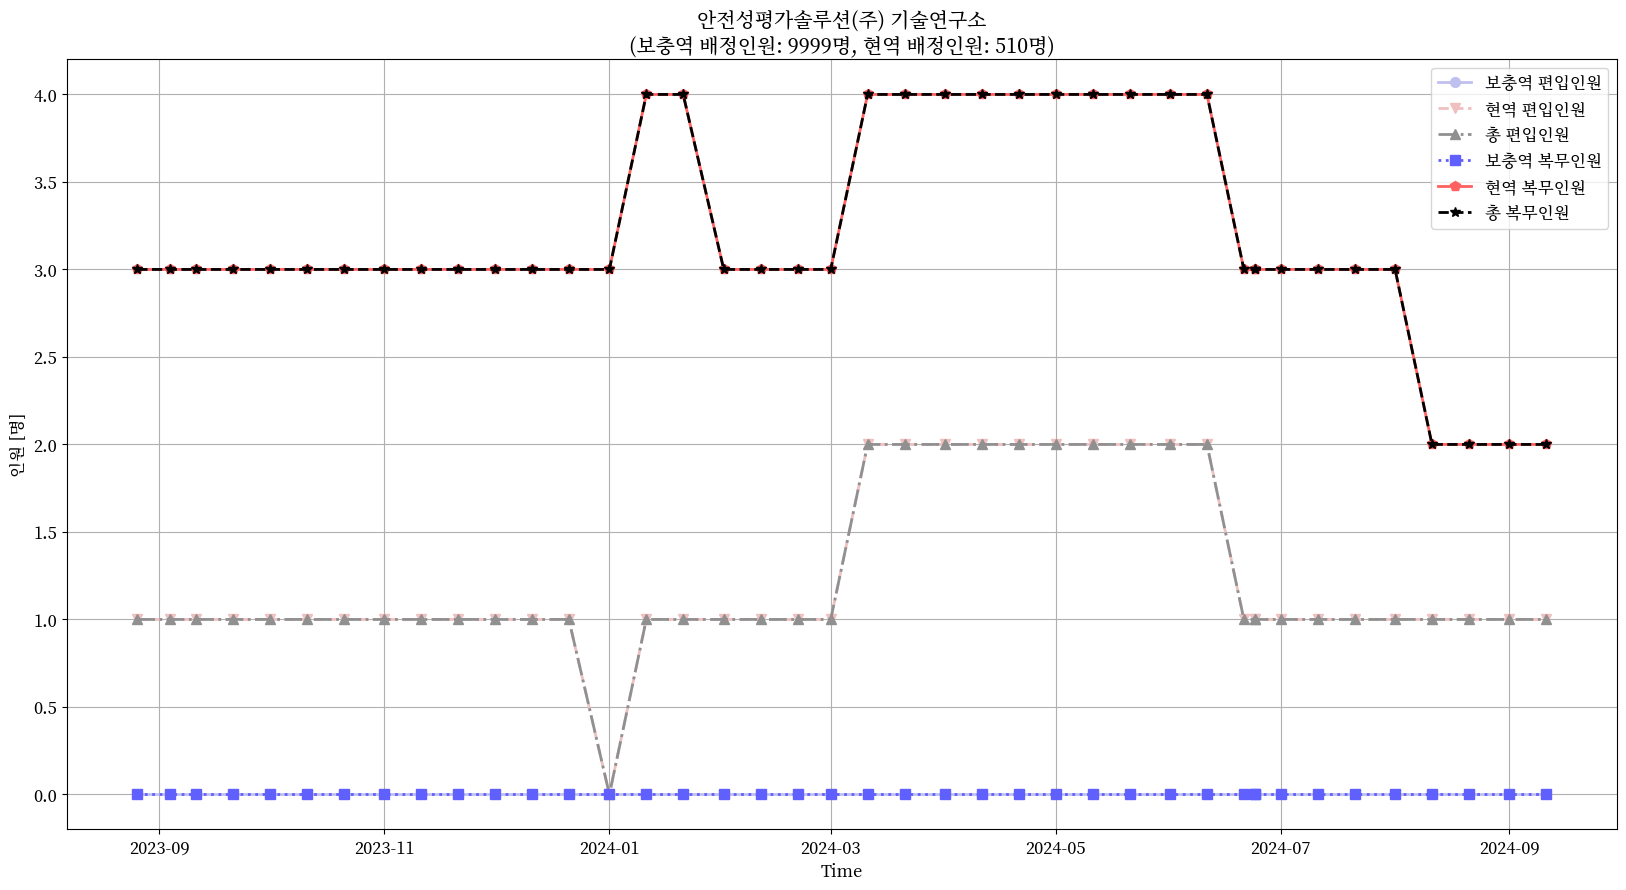 안전성평가솔루션(주) 기술연구소
(보충역 배정인원: 9999명, 현역 배정인원: 510명)
보충역 편입인원
현역 편입인원
총 편입인원
보충역 복무인원
현역 복무인원
총 복무인원
인원 [명]
4.0
3.5
3.0
2.5
2.0
1.5
1.0
0.5
0.0
2023-09
2023-11
2024-01
2024-03
2024-05
2024-07
2024-09
Time